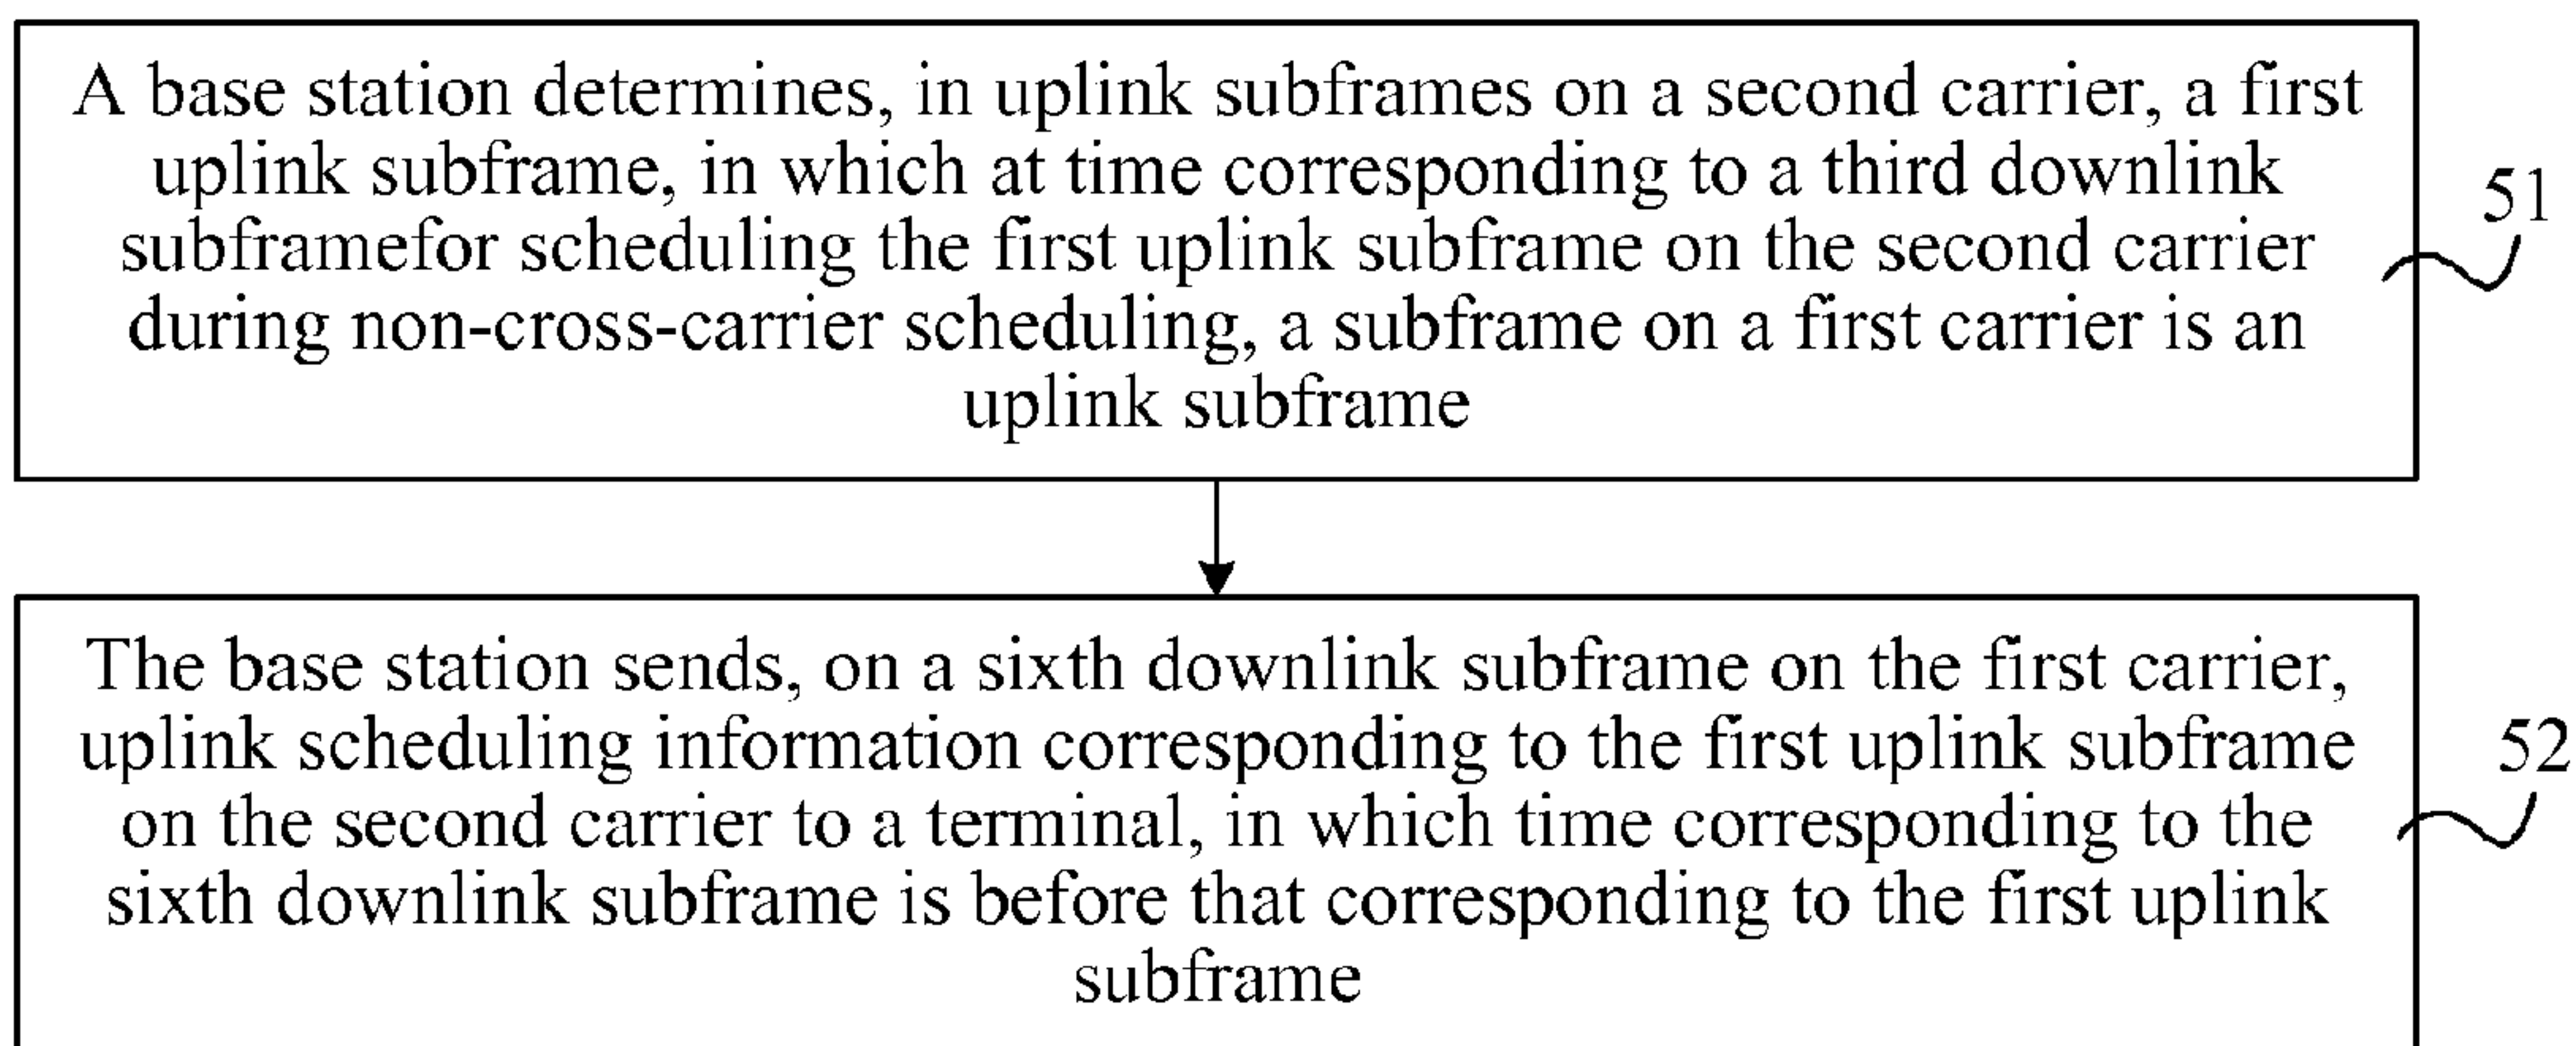 A base station determines, in uplink subframes on a second carrier, a first
uplink subframe, in which at time corresponding to a third downlink
subframefor scheduling the first uplink subframe on the second carrier
during non-cross-carrier scheduling, a subframe on a first carrier is an
uplink subframe
51
The base station sends, on a sixth downlink subframe on the first carrier,
uplink scheduling information corresponding to the first uplink subframe
on the second carrier to a terminal, in which time corresponding to the
sixth downlink subframe is before that corresponding to the first uplink
subframe
52